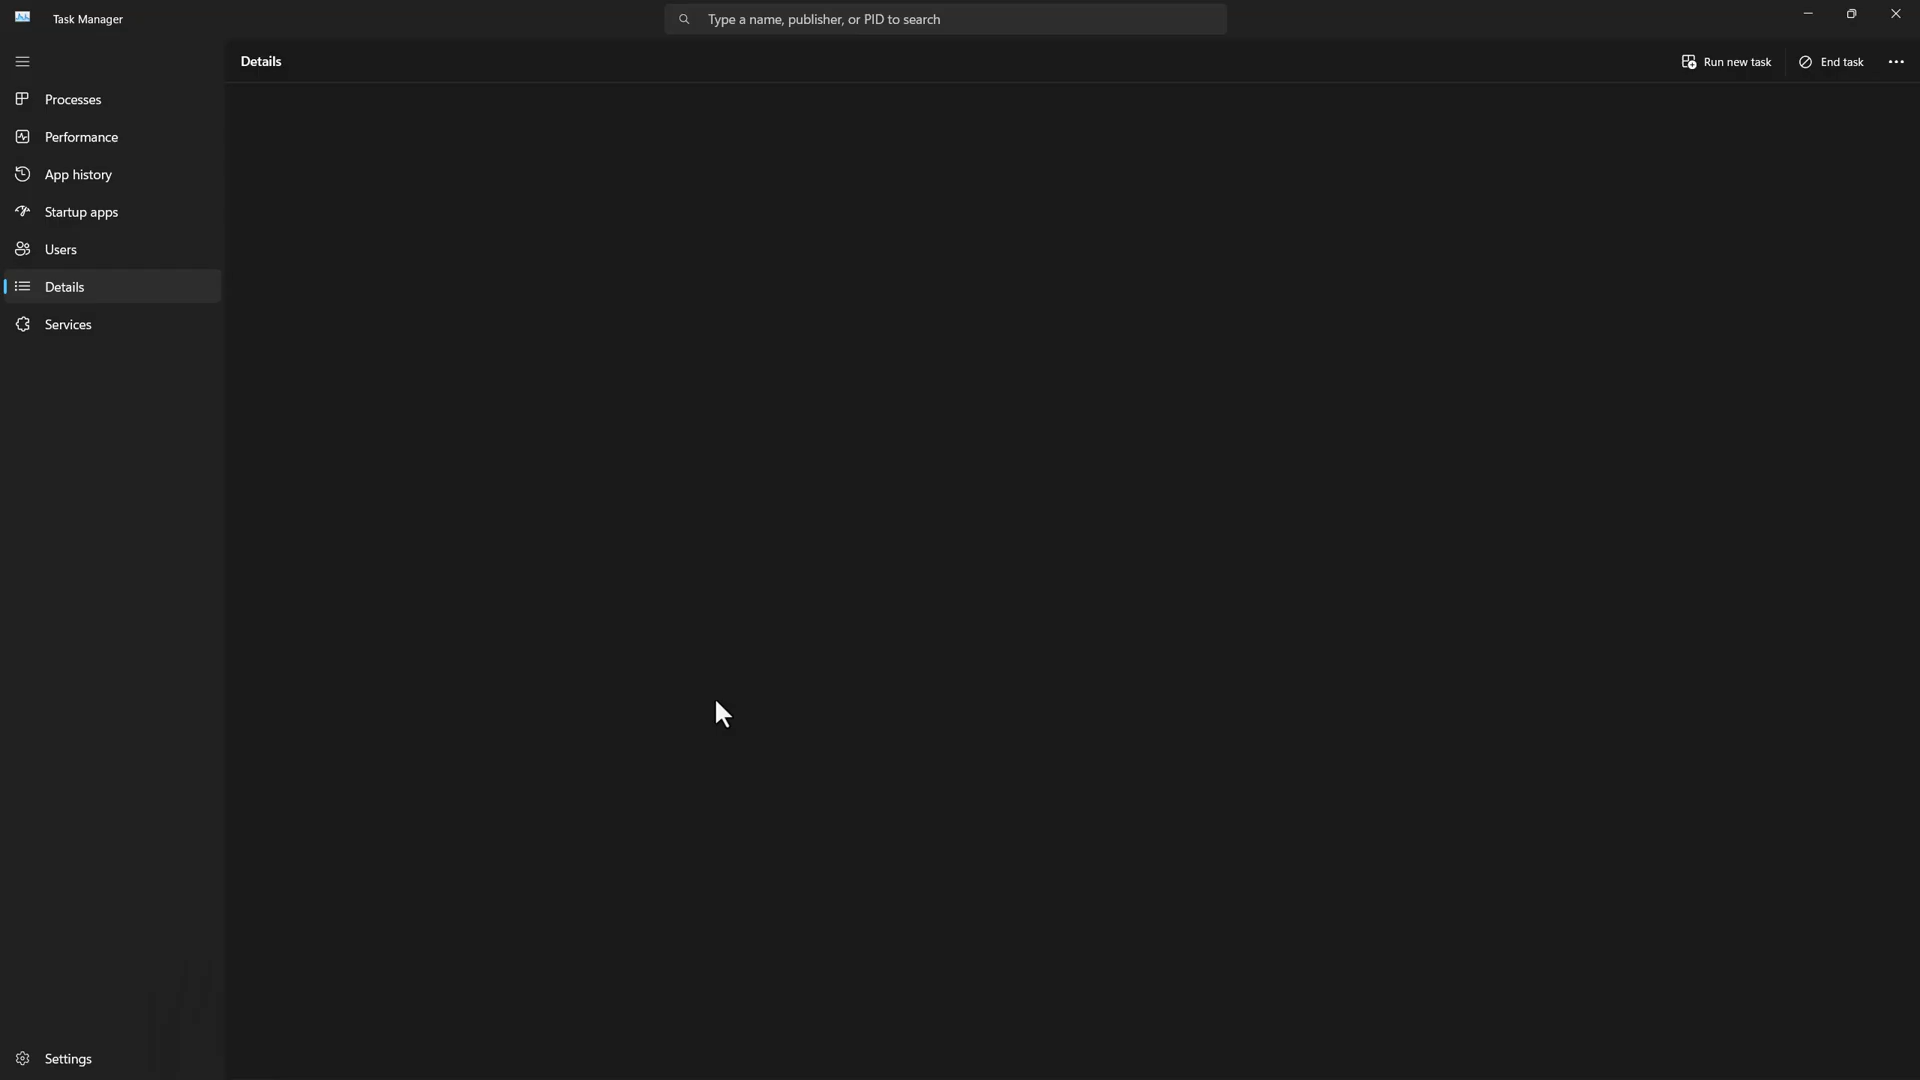 Task Manager
Type a name, publisher, or PID to search
Details
Run new task
End task
Processes
Performance
App history
Startup apps
Users
Details
Services
Settings